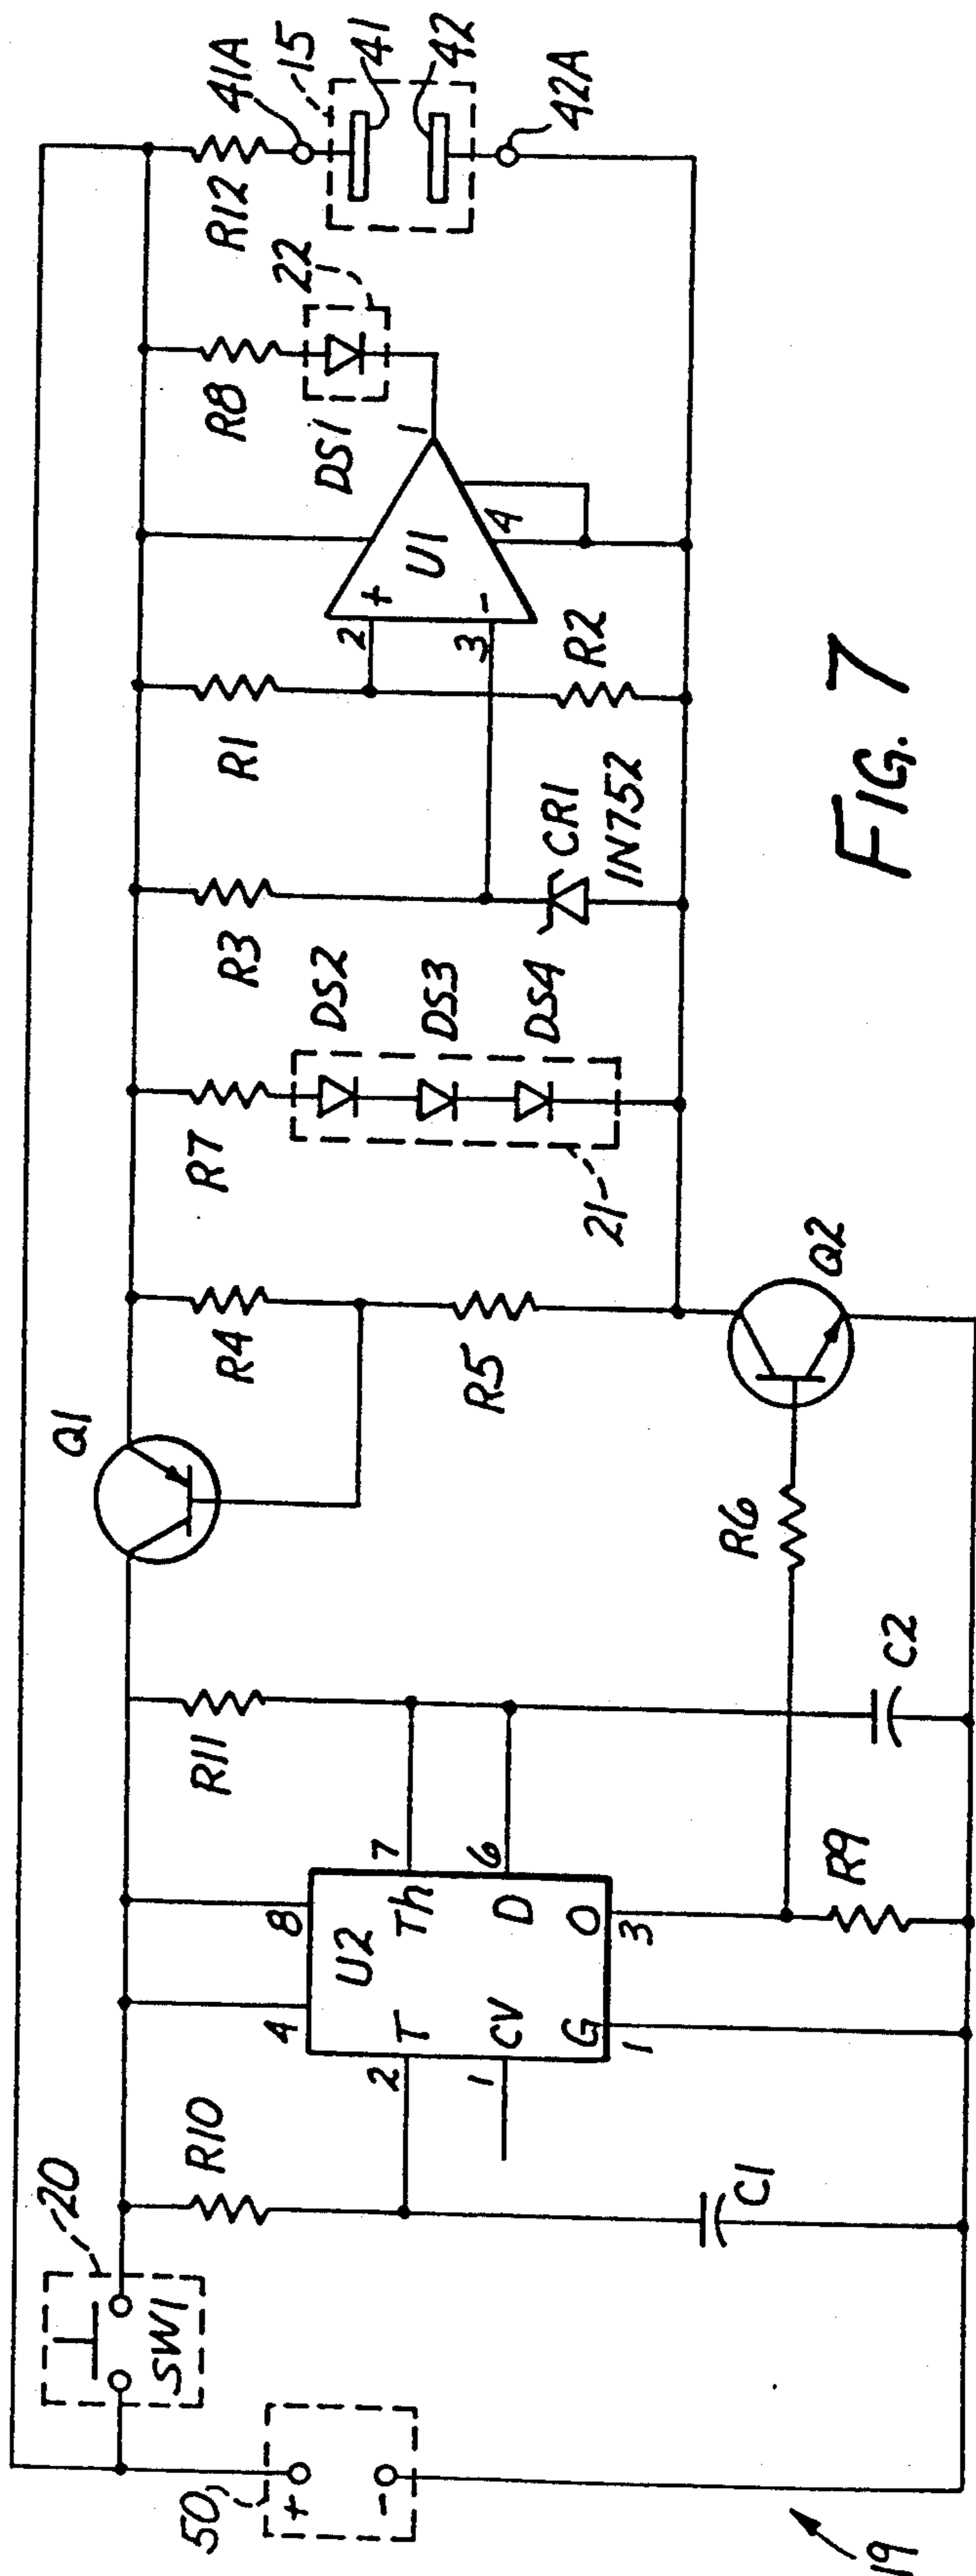 50
+
-
20
SW1
R10
C1
2
T
1
CV
G
1
4
8
U2
Th
7
D
6
O
3
R9
R11
C2
R6
Q1
Q2
R4
R5
R7
DS2
DS3
DS4
21
R3
CR1
IN752
R1
R2
2
+
3
-
U1
4
1
R8
DS1
22
R12
41A
15
41
42
42A
19
FIG. 7